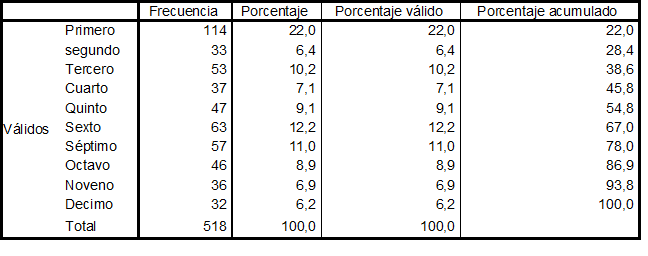 Frecuencia Porcentaje Porcentaje válido Porcentaje acumulado
Primero 114 22,0 22,0 22,0
segundo 33 6,4 6,4 28,4
Tercero 53 10,2 10,2 38,6
Cuarto 37 7,1 7,1 45,8
Quinto 47 9,1 9,1 54,8
Válidos Sexto 63 12,2 12,2 67,0
Séptimo 57 11,0 11,0 78,0
Octavo 46 8,9 8,9 86,9
Noveno 36 6,9 6,9 93,8
Decimo 32 6,2 6,2 100,0
Total 518 100,0 100,0